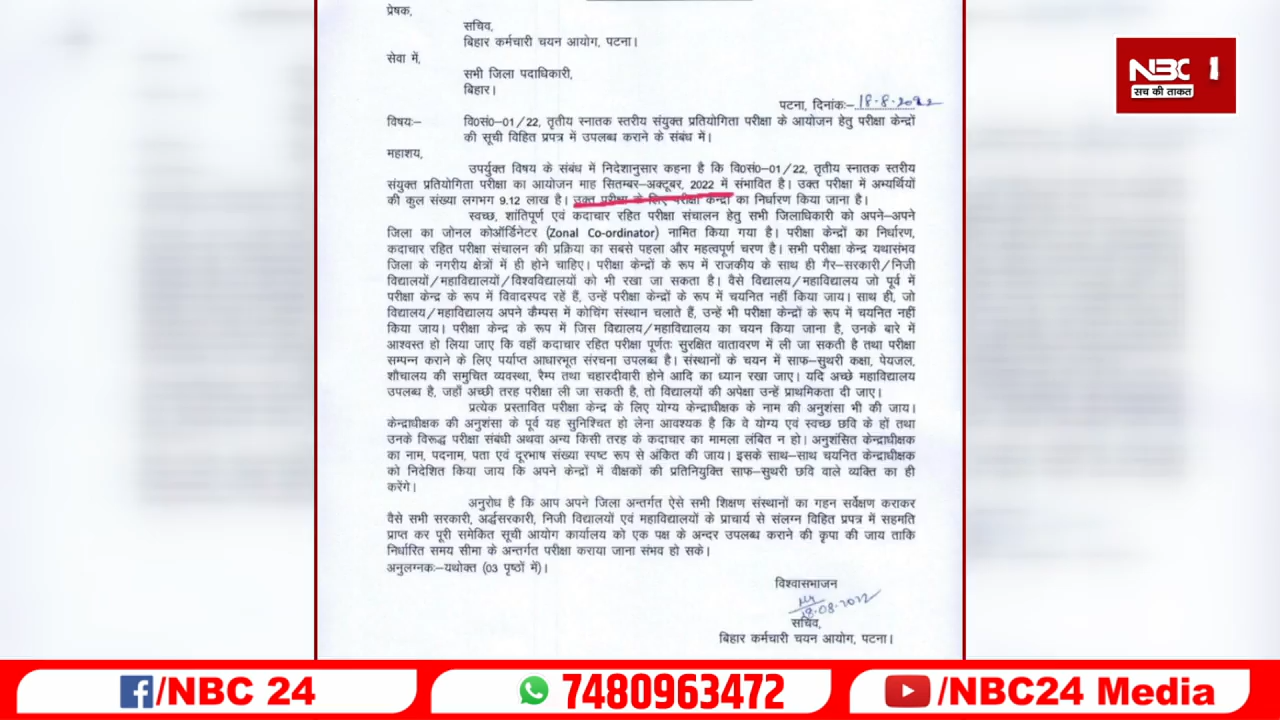 प्रेषक,
सचिव,
बिहार कर्मचारी चयन आयोग, पटना।
सेवा में,
सभी जिला पदाधिकारी,
बिहार।
पटना, दिनांकः- 18.8.2022
विषयः- वि0सं0-01/22, तृतीय स्नातक स्तरीय संयुक्त प्रतियोगिता परीक्षा के आयोजन हेतु परीक्षा केन्द्रों
की सूची विहित प्रपत्र में उपलब्ध कराने के संबंध में।
महाशय,
उपर्युक्त विषय के संबंध में निदेशानुसार कहना है कि वि0सं0-01/22, तृतीय स्नातक स्तरीय
संयुक्त प्रतियोगिता परीक्षा का आयोजन माह सितम्बर-अक्टूबर, 2022 में संभावित है। उक्त परीक्षा में अभ्यर्थियों
की कुल संख्या लगभग 9.12 लाख है। उक्त परीक्षा के लिए परीक्षा केन्द्रों का निर्धारण किया जाना है।
स्वच्छ, शांतिपूर्ण एवं कदाचार रहित परीक्षा संचालन हेतु सभी जिलाधिकारी को अपने-अपने
जिला का जोनल कोऑर्डिनेटर (Zonal Co-ordinator) नामित किया गया है। परीक्षा केन्द्रों का निर्धारण,
कदाचार रहित परीक्षा संचालन की प्रक्रिया का सबसे पहला और महत्वपूर्ण चरण है। सभी परीक्षा केन्द्र यथासंभव
जिला के नगरीय क्षेत्रों में ही होने चाहिए। परीक्षा केन्द्रों के रूप में राजकीय के साथ ही गैर-सरकारी/निजी
विद्यालयों/महाविद्यालयों/विश्वविद्यालयों को भी रखा जा सकता है। वैसे विद्यालय/महाविद्यालय जो पूर्व में
परीक्षा केन्द्र के रूप में विवादस्पद रहें हैं, उन्हें परीक्षा केन्द्रों के रूप में चयनित नहीं किया जाय। साथ ही, जो
विद्यालय/महाविद्यालय अपने कैम्पस में कोचिंग संस्थान चलाते हैं, उन्हें भी परीक्षा केन्द्रों के रूप में चयनित नहीं
किया जाय। परीक्षा केन्द्र के रूप में जिस विद्यालय/महाविद्यालय का चयन किया जाना है, उनके बारे में
आश्वस्त हो लिया जाए कि वहाँ कदाचार रहित परीक्षा पूर्णतः सुरक्षित वातावरण में ली जा सकती है तथा परीक्षा
सम्पन्न कराने के लिए पर्याप्त आधारभूत संरचना उपलब्ध है। संस्थानों के चयन में साफ-सुथरी कक्षा, पेयजल,
शौचालय की समुचित व्यवस्था, रैम्प तथा चहारदीवारी होने आदि का ध्यान रखा जाए। यदि अच्छे महाविद्यालय
उपलब्ध है, जहाँ अच्छी तरह परीक्षा ली जा सकती है, तो विद्यालयों की अपेक्षा उन्हें प्राथमिकता दी जाए।
प्रत्येक प्रस्तावित परीक्षा केन्द्र के लिए योग्य केन्द्राधीक्षक के नाम की अनुशंसा भी की जाय।
केन्द्राधीक्षक की अनुशंसा के पूर्व यह सुनिश्चित हो लेना आवश्यक है कि वे योग्य एवं स्वच्छ छवि के हों तथा
उनके विरूद्ध परीक्षा संबंधी अथवा अन्य किसी तरह के कदाचार का मामला लंबित न हो। अनुशंसित केन्द्राधीक्षक
का नाम, पदनाम, पता एवं दूरभाष संख्या स्पष्ट रूप से अंकित की जाय। इसके साथ-साथ चयनित केन्द्राधीक्षक
को निदेशित किया जाय कि अपने केन्द्रों में वीक्षकों की प्रतिनियुक्ति साफ-सुथरी छवि वाले व्यक्ति का ही
करेंगे।
अनुरोध है कि आप अपने जिला अन्तर्गत ऐसे सभी शिक्षण संस्थानों का गहन सर्वेक्षण कराकर
वैसे सभी सरकारी, अर्द्धसरकारी, निजी विद्यालयों एवं महाविद्यालयों के प्राचार्य से संलग्न विहित प्रपत्र में सहमति
प्राप्त कर पूरी समेकित सूची आयोग कार्यालय को एक पक्ष के अन्दर उपलब्ध कराने की कृपा की जाय ताकि
निर्धारित समय सीमा के अन्तर्गत परीक्षा कराया जाना संभव हो सके।
अनुलग्नकः-यथोक्त (03 पृष्ठों में)।
विश्वासभाजन
18.08.2022
सचिव,
बिहार कर्मचारी चयन आयोग, पटना।
NBC 1
सच की ताकत
/NBC 24
7480963472
/NBC24 Media